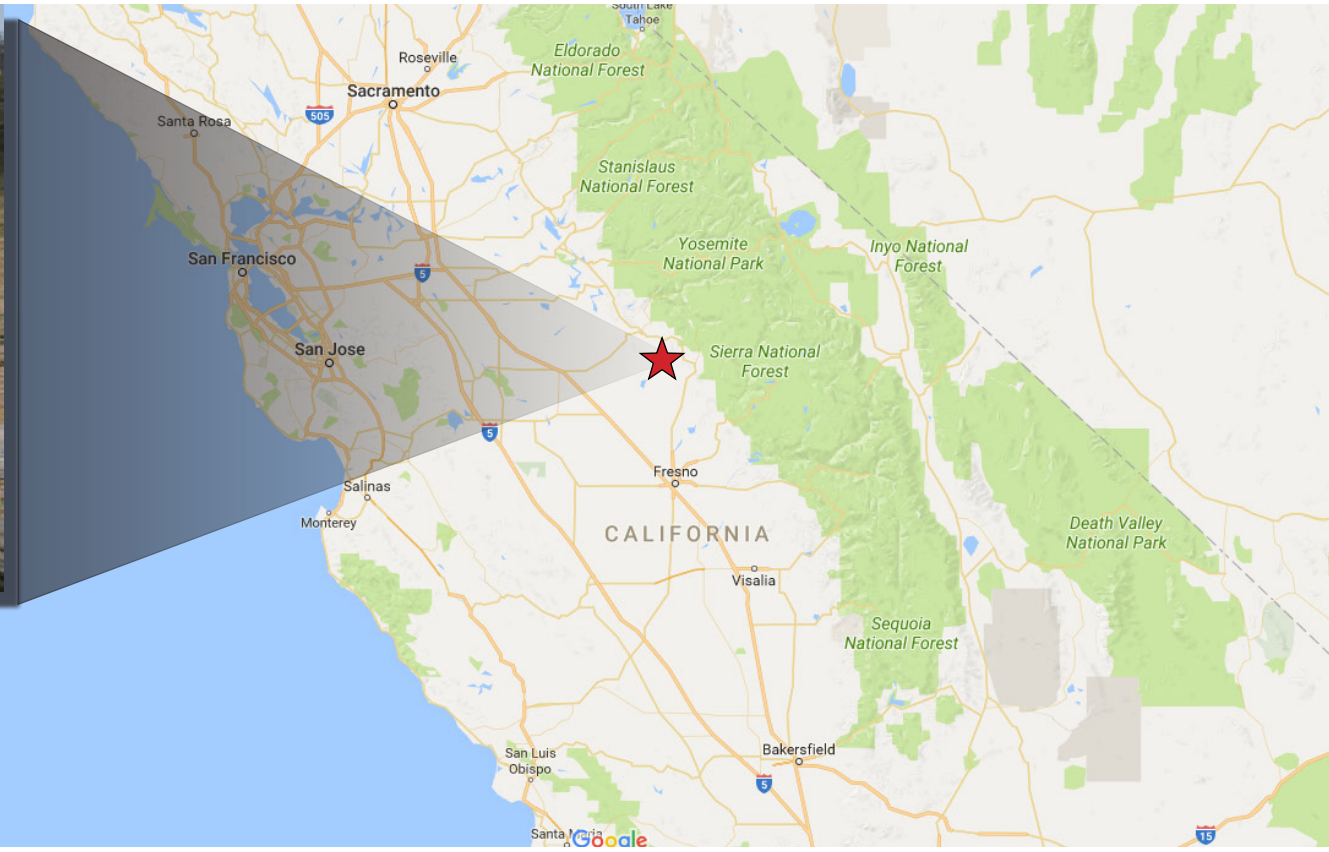 South Lake
Tahoe
Eldorado
National Forest
Roseville
Sacramento
505
Santa Rosa
Stanislaus
National Forest
Yosemite
National Park
Inyo National
Forest
San Francisco
5
San Jose
Sierra National
Forest
5
Fresno
Salinas
Monterey
CALIFORNIA
Death Valley
National Park
Visalia
Sequoia
National Forest
San Luis
Obispo
Bakersfield
5
Santa Maria
Google
15